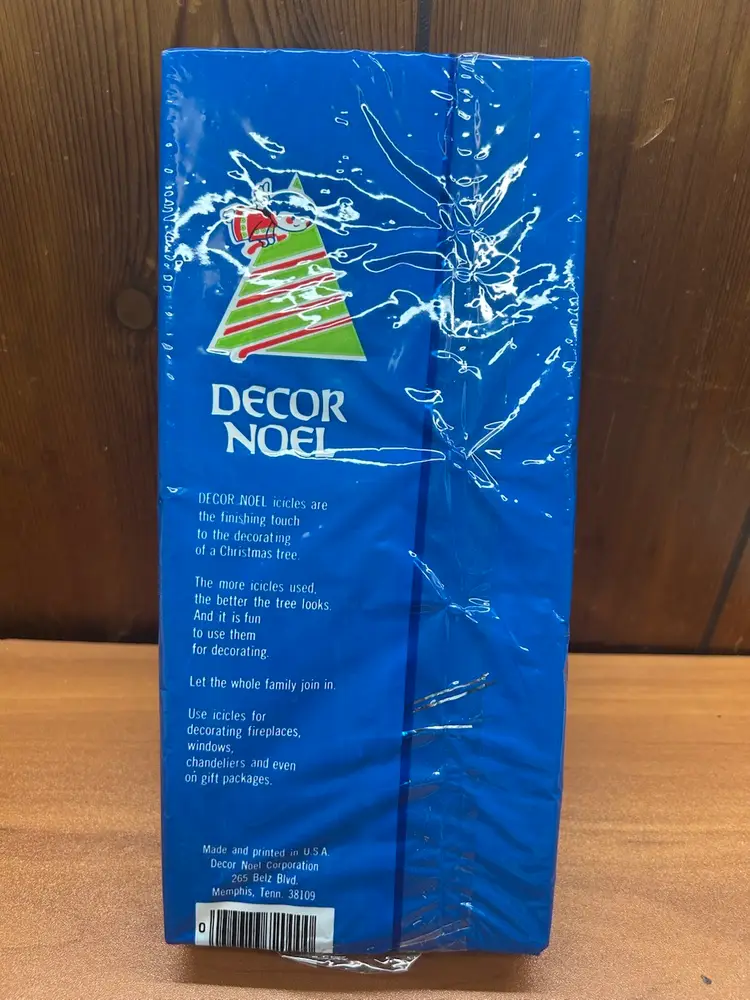 DECOR
NOEL
DECOR NOEL icicles are
the finishing touch
to the decorating
of a Christmas tree.
The more icicles used,
the better the tree looks.
And it is fun
to use them
for decorating.
Let the whole family join in.
Use icicles for
decorating fireplaces,
windows,
chandeliers and even
on gift packages.
Made and printed in U.S.A.
Decor Noel Corporation
265 Belz Blvd.
Memphis, Tenn. 38109
0